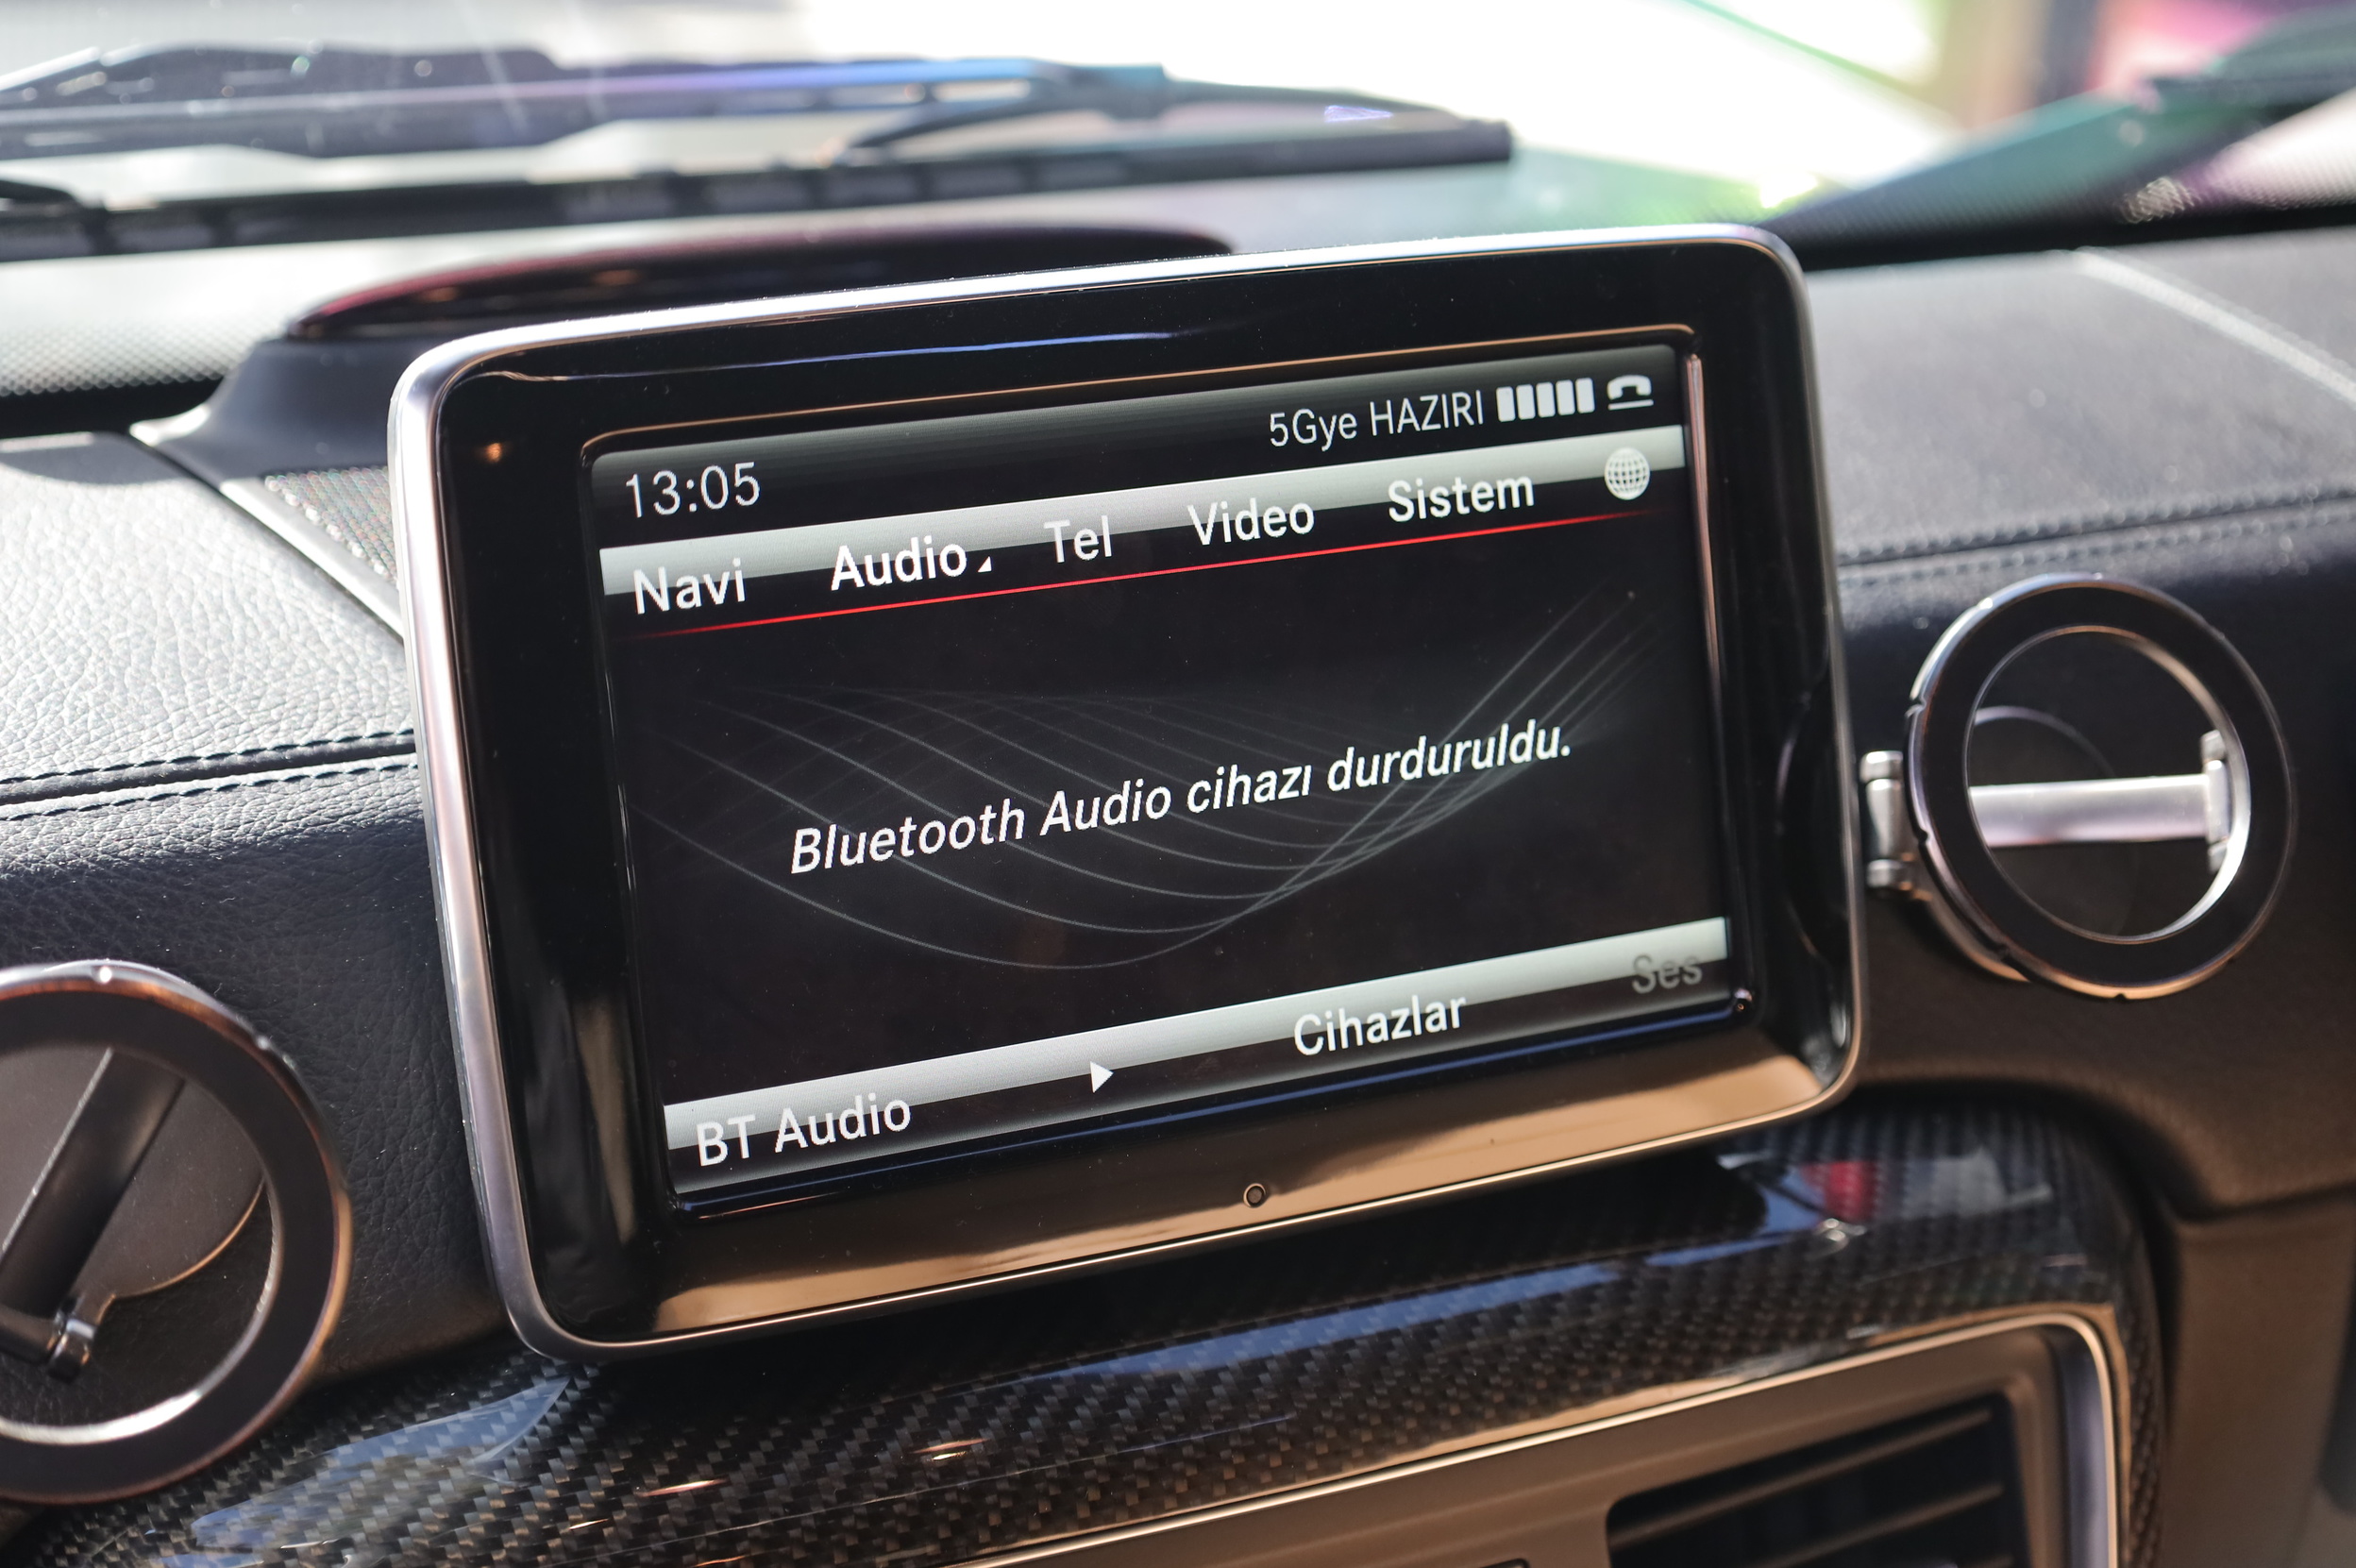 5Gye HAZIRI
13:05
Navi Audio Tel Video Sistem
Bluetooth Audio cihazı durduruldu.
BT Audio Cihazlar Ses